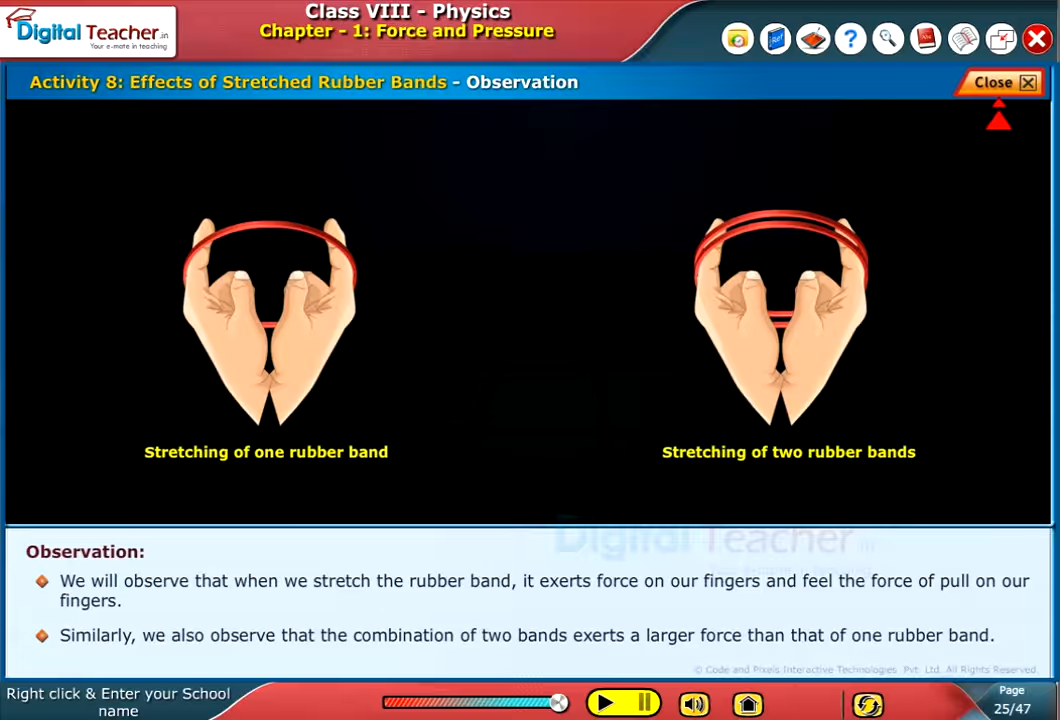 Digital Teacher.in
Your e-mate in teaching
Class VIII - Physics
Chapter - 1: Force and Pressure
Activity 8: Effects of Stretched Rubber Bands - Observation
Close
Stretching of one rubber band
Stretching of two rubber bands
Digital Teacher.in
Observation:
We will observe that when we stretch the rubber band, it exerts force on our fingers and feel the force of pull on our
fingers.
Similarly, we also observe that the combination of two bands exerts a larger force than that of one rubber band.
© Code and Pixels Interactive Technologies Pvt. Ltd. All Rights Reserved.
Right click & Enter your School
name
Page
25/47